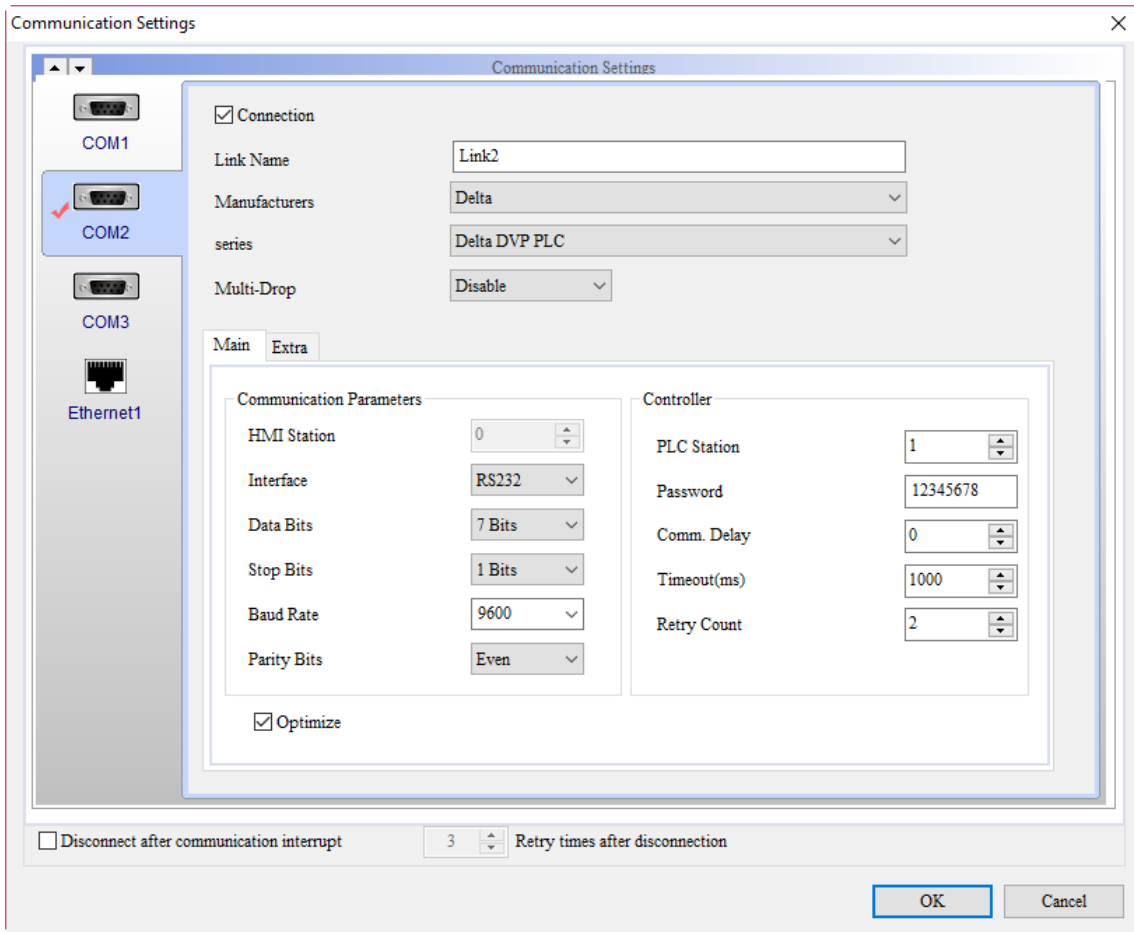 Communication Settings
Communication Settings
COM1
COM2
COM3
Ethernet1
Connection
Link Name Link2
Manufacturers Delta
series Delta DVP PLC
Multi-Drop Disable
Main Extra
Communication Parameters
HMI Station 0
Interface RS232
Data Bits 7 Bits
Stop Bits 1 Bits
Baud Rate 9600
Parity Bits Even
Optimize
Controller
PLC Station 1
Password 12345678
Comm. Delay 0
Timeout(ms) 1000
Retry Count 2
Disconnect after communication interrupt 3 Retry times after disconnection
OK Cancel